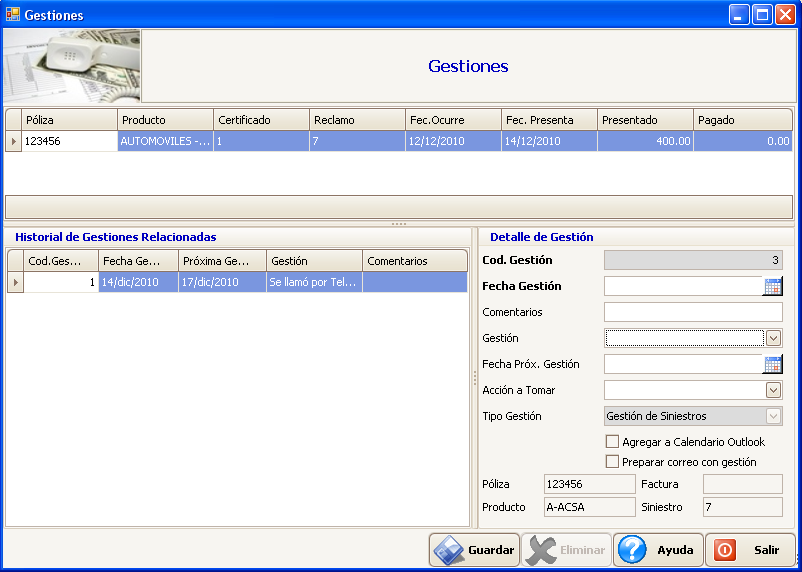 Gestiones
Gestiones
Póliza Producto Certificado Reclamo Fec.Ocurre Fec. Presenta Presentado Pagado
123456 AUTOMOVILES -... 1 7 12/12/2010 14/12/2010 400.00 0.00
Historial de Gestiones Relacionadas
Cod.Ges... Fecha Ge... Próxima Ge... Gestión Comentarios
1 14/dic/2010 17/dic/2010 Se llamó por Tel...
Detalle de Gestión
Cod. Gestión 3
Fecha Gestión
Comentarios
Gestión
Fecha Próx. Gestión
Acción a Tomar
Tipo Gestión Gestión de Siniestros
Agregar a Calendario Outlook
Preparar correo con gestión
Póliza 123456 Factura
Producto A-ACSA Siniestro 7
Guardar Eliminar Ayuda Salir